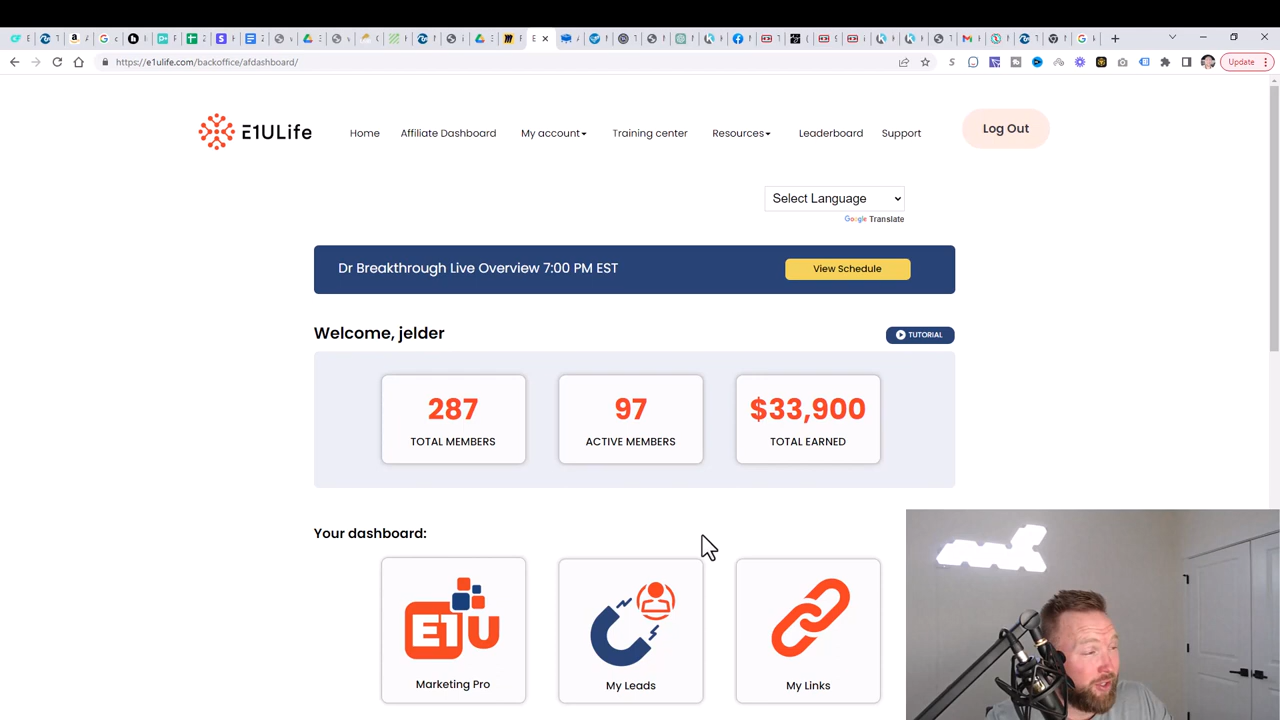 https://e1ulife.com/backoffice/afdashboard/
Update
E1ULife
Home
Affiliate Dashboard
My account
Training center
Resources
Leaderboard
Support
Log Out
Select Language
Google Translate
Dr Breakthrough Live Overview 7:00 PM EST
View Schedule
Welcome, jelder
TUTORIAL
287
TOTAL MEMBERS
97
ACTIVE MEMBERS
$33,900
TOTAL EARNED
Your dashboard:
E1U
Marketing Pro
My Leads
My Links